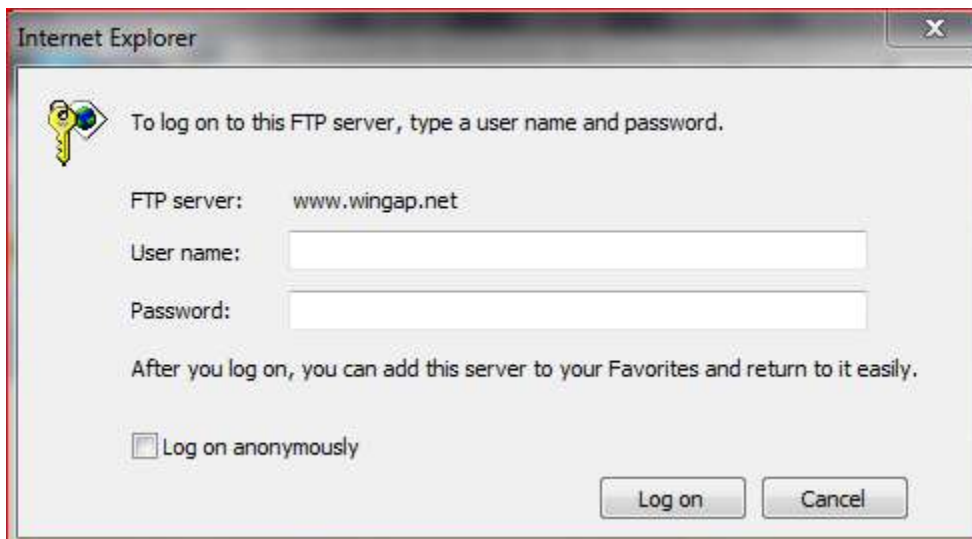 Internet Explorer
To log on to this FTP server, type a user name and password.
FTP server: www.wingap.net
User name:
Password:
After you log on, you can add this server to your Favorites and return to it easily.
Log on anonymously
Log on Cancel